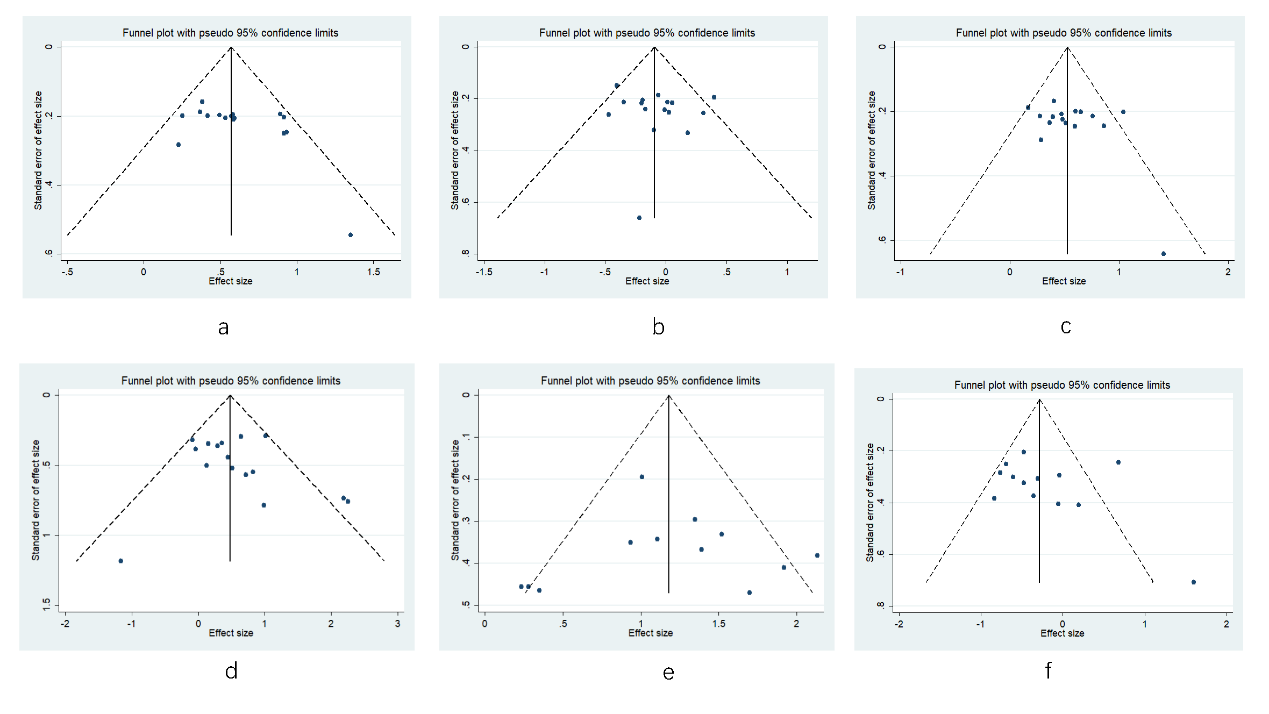 Funnel plot with pseudo 95% confidence limits
Standard error of effect size
0
.2
.4
.6
-.5
0
.5
1
1.5
Effect size
a
Funnel plot with pseudo 95% confidence limits
Standard error of effect size
0
.2
.4
.6
.8
-1.5
-1
-.5
0
.5
1
Effect size
b
Funnel plot with pseudo 95% confidence limits
Standard error of effect size
0
.2
.4
.6
-1
0
1
2
Effect size
c
Funnel plot with pseudo 95% confidence limits
Standard error of effect size
0
.5
1
1.5
-2
-1
0
1
2
3
Effect size
d
Funnel plot with pseudo 95% confidence limits
Standard error of effect size
0
.1
.2
.3
.4
.5
0
.5
1
1.5
2
Effect size
e
Funnel plot with pseudo 95% confidence limits
Standard error of effect size
0
.2
.4
.6
.8
-2
-1
0
1
2
Effect size
f